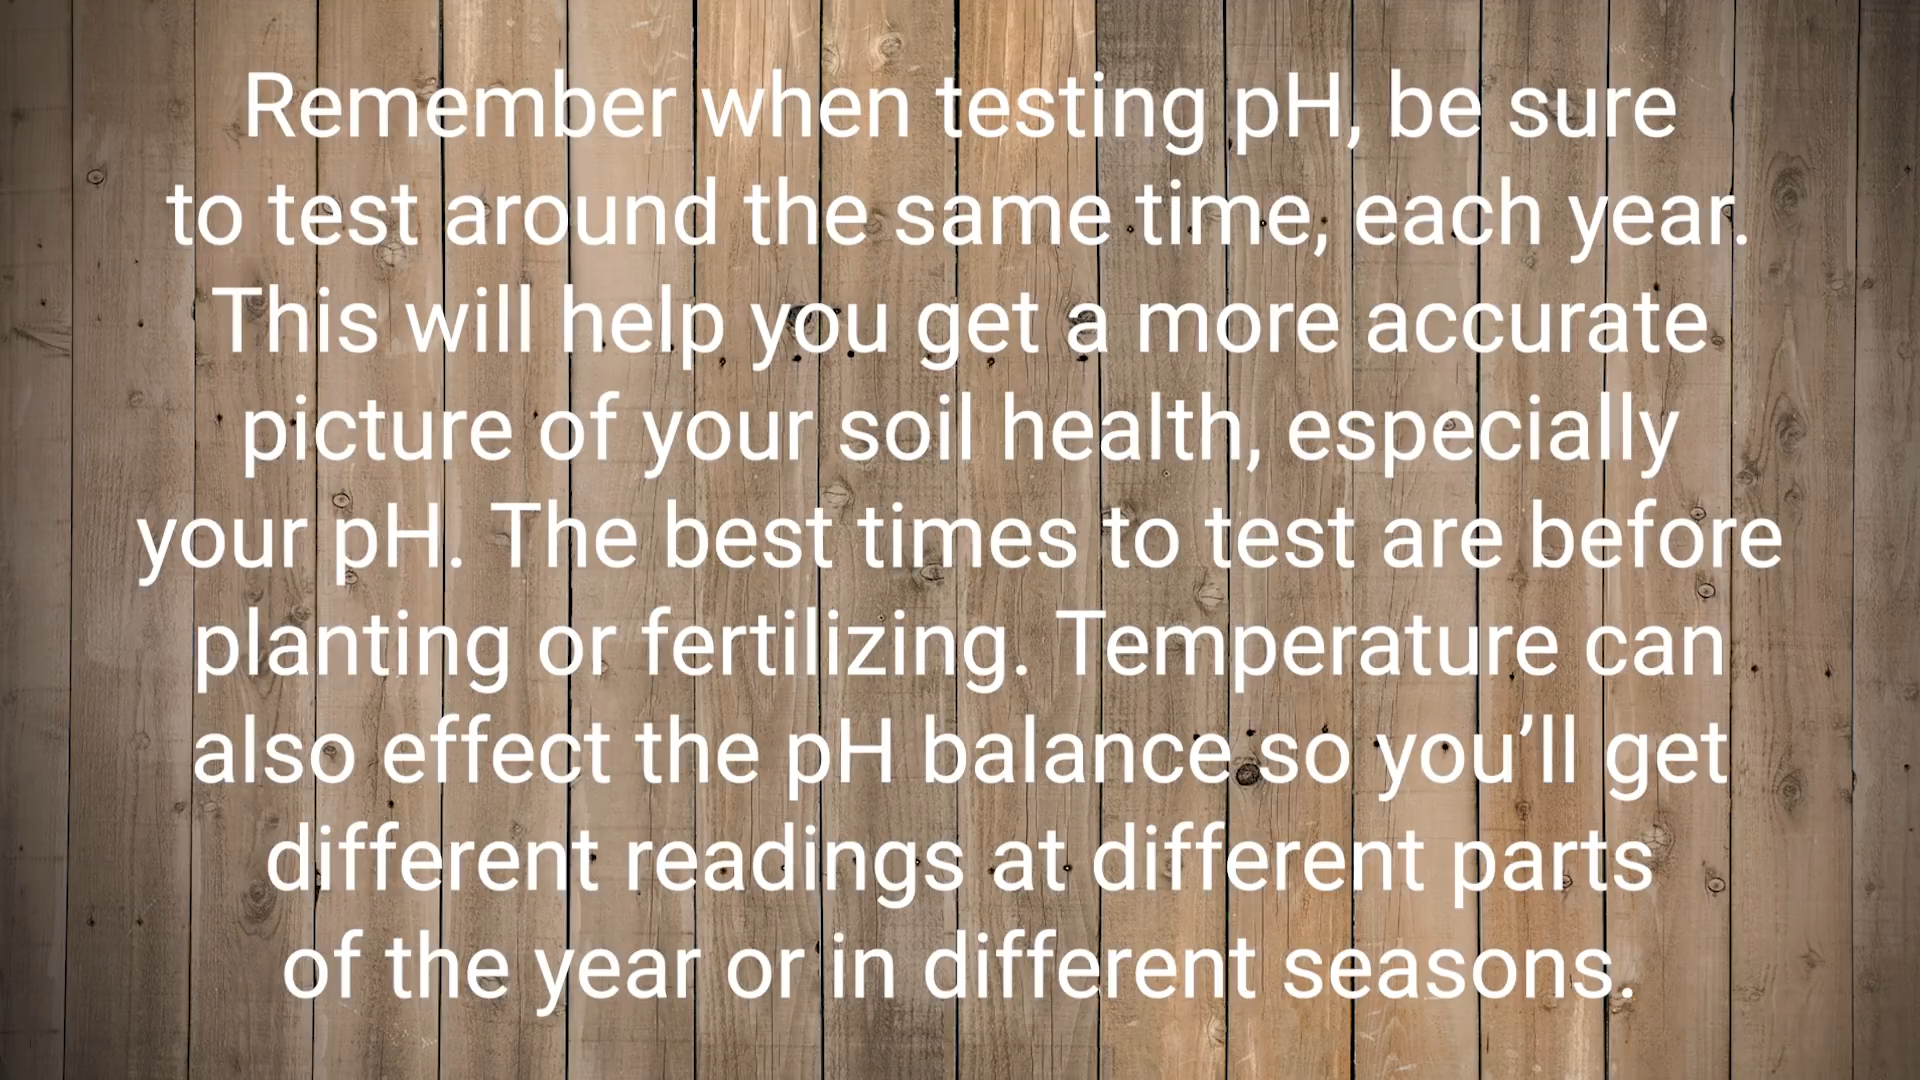 Remember when testing pH, be sure
to test around the same time, each year.
This will help you get a more accurate
picture of your soil health, especially
your pH. The best times to test are before
planting or fertilizing. Temperature can
also effect the pH balance so you’ll get
different readings at different parts
of the year or in different seasons.